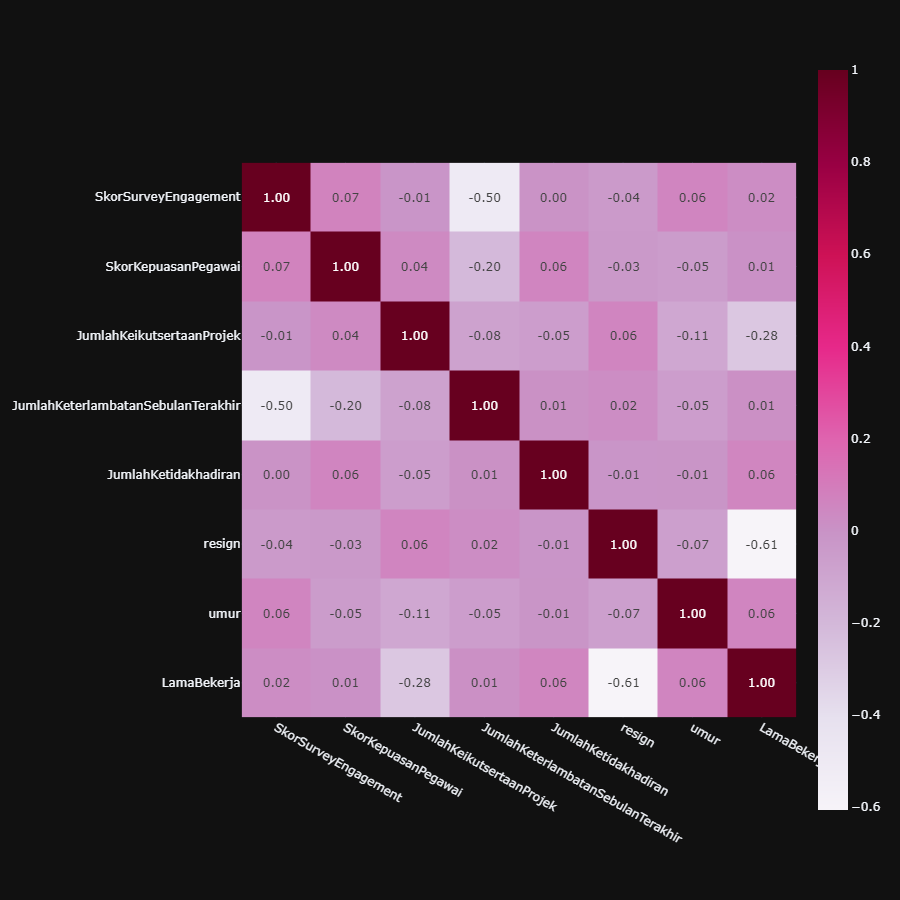 1
0.8
0.6
0.4
0.2
0
−0.2
−0.4
−0.6
SkorSurveyEngagement 1.00 0.07 -0.01 -0.50 0.00 -0.04 0.06 0.02
SkorKepuasanPegawai 0.07 1.00 0.04 -0.20 0.06 -0.03 -0.05 0.01
JumlahKeikutsertaanProjek -0.01 0.04 1.00 -0.08 -0.05 0.06 -0.11 -0.28
JumlahKeterlambatanSebulanTerakhir -0.50 -0.20 -0.08 1.00 0.01 0.02 -0.05 0.01
JumlahKetidakhadiran 0.00 0.06 -0.05 0.01 1.00 -0.01 -0.01 0.06
resign -0.04 -0.03 0.06 0.02 -0.01 1.00 -0.07 -0.61
umur 0.06 -0.05 -0.11 -0.05 -0.01 -0.07 1.00 0.06
LamaBekerja 0.02 0.01 -0.28 0.01 0.06 -0.61 0.06 1.00
SkorSurveyEngagement
SkorKepuasanPegawai
JumlahKeikutsertaanProjek
JumlahKeterlambatanSebulanTerakhir
JumlahKetidakhadiran
resign
umur